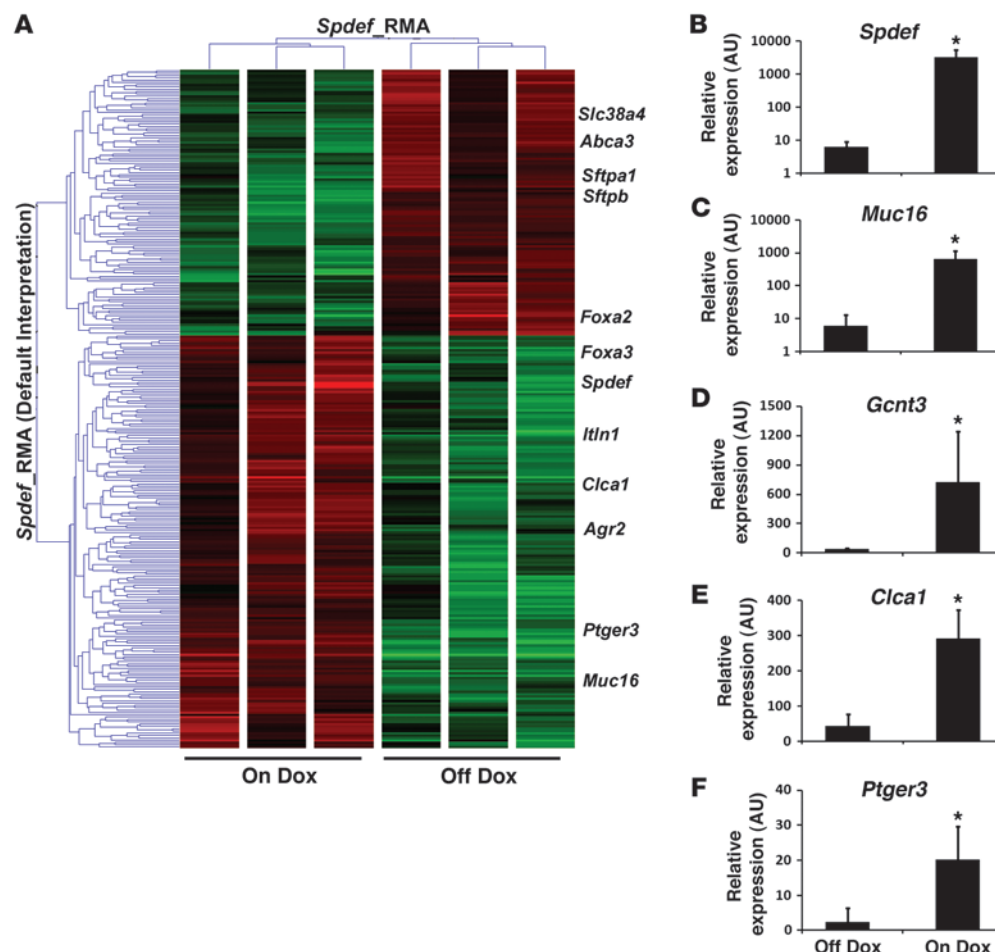 A
Spdef_RMA
Spdef_RMA (Default Interpretation)
Slc38a4
Abca3
Sftpa1
Sftpb
Foxa2
Foxa3
Spdef
Itln1
Clca1
Agr2
Ptger3
Muc16
On Dox
Off Dox
B
Spdef
Relative
expression (AU)
10000
1000
100
10
1
*
C
Muc16
Relative
expression (AU)
10000
1000
100
10
1
*
D
Gcnt3
Relative
expression (AU)
1500
1200
900
600
300
0
*
E
Clca1
Relative
expression (AU)
400
300
200
100
0
*
F
Ptger3
Relative
expression (AU)
40
30
20
10
0
*
Off Dox
On Dox